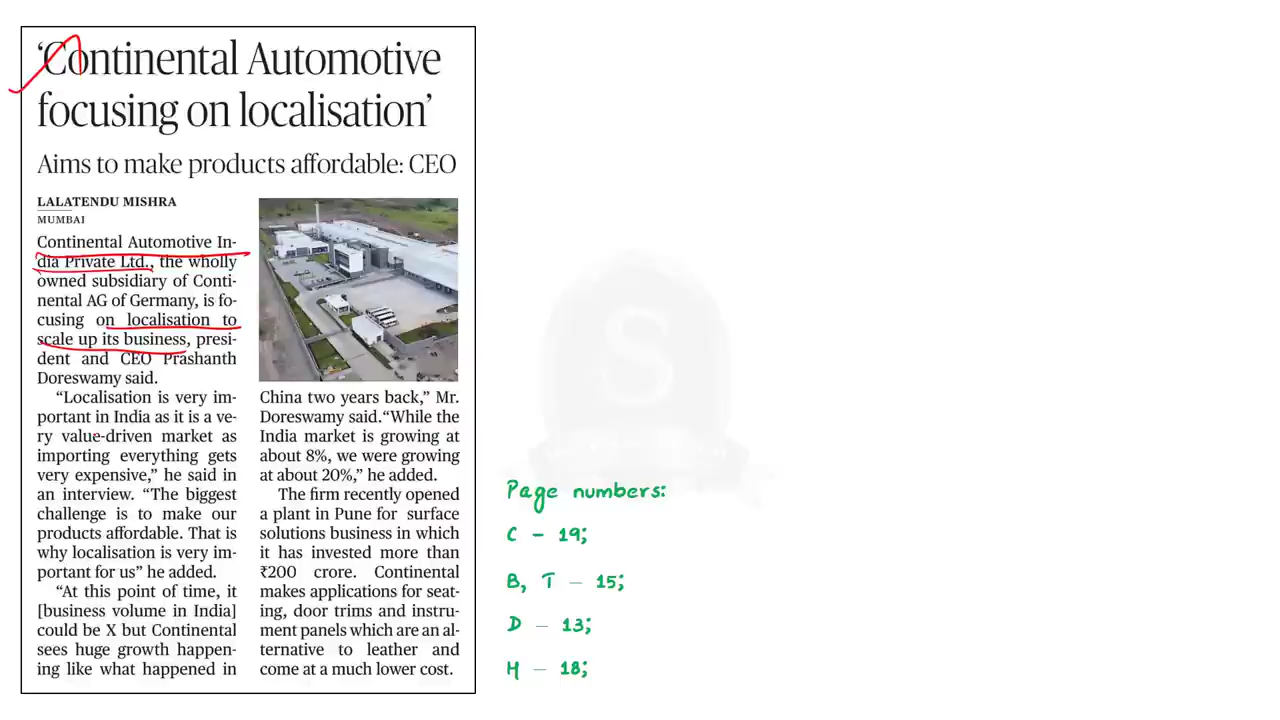 ‘Continental Automotive
focusing on localisation’
Aims to make products affordable: CEO
LALATENDU MISHRA
MUMBAI
Continental Automotive In-
dia Private Ltd., the wholly
owned subsidiary of Conti-
nental AG of Germany, is fo-
cusing on localisation to
scale up its business, presi-
dent and CEO Prashanth
Doreswamy said.
“Localisation is very im-
portant in India as it is a ve-
ry value-driven market as
importing everything gets
very expensive,” he said in
an interview. “The biggest
challenge is to make our
products affordable. That is
why localisation is very im-
portant for us” he added.
“At this point of time, it
[business volume in India]
could be X but Continental
sees huge growth happen-
ing like what happened in
China two years back,” Mr.
Doreswamy said.“While the
India market is growing at
about 8%, we were growing
at about 20%,” he added.
The firm recently opened
a plant in Pune for surface
solutions business in which
it has invested more than
₹200 crore. Continental
makes applications for seat-
ing, door trims and instru-
ment panels which are an al-
ternative to leather and
come at a much lower cost.
S
Page numbers:
C - 19;
B, T - 15;
D - 13;
H - 18;